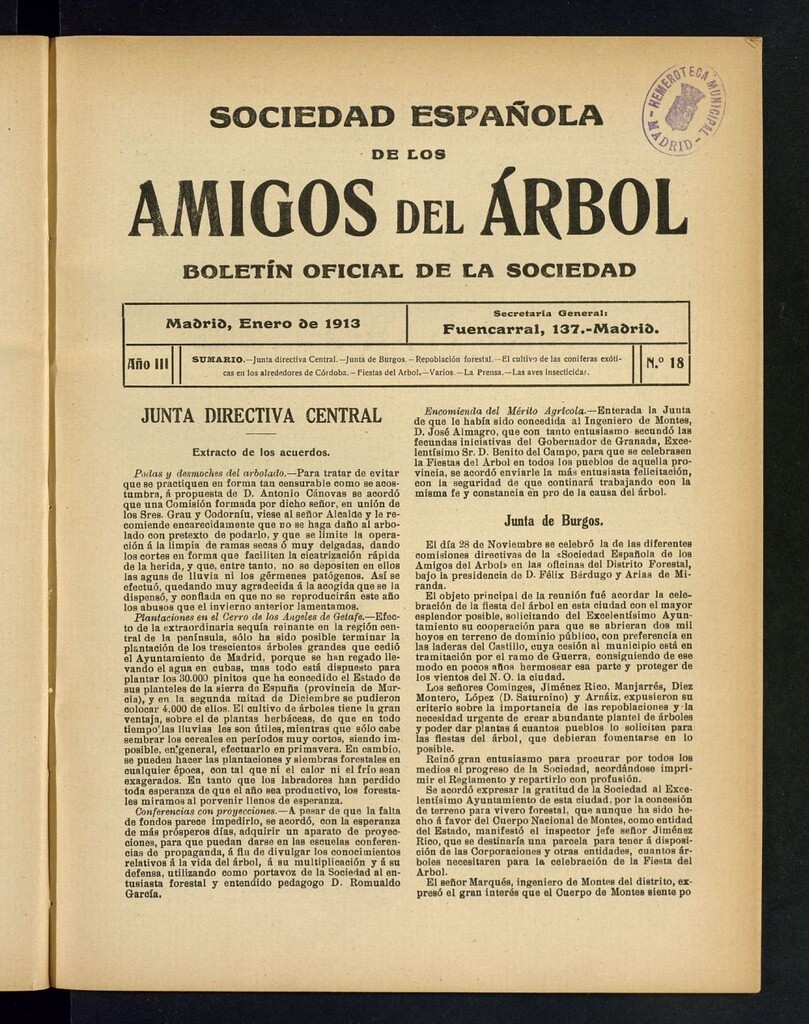 SOCIEDAD ESPAÑOLA
DE LOS
AMIGOS DEL ÁRBOL
BOLETÍN OFICIAL DE LA SOCIEDAD
HEMEROTECA MUNICIPAL
MADRID
Madrid, Enero de 1913
Secretaria General:
Fuencarral, 137.-Madrid.
Año III
SUMARIO.—Junta directiva Central.—Junta de Burgos.—Repoblación forestal.—El cultivo de las coníferas exóti-
cas en los alrededores de Córdoba.—Fiestas del Arbol.—Varios.—La Prensa.—Las aves insecticidas.
N.º 18
JUNTA DIRECTIVA CENTRAL
Extracto de los acuerdos.
Podas y desmoches del arbolado.—Para tratar de evitar
que se practiquen en forma tan censurable como se acos-
tumbra, á propuesta de D. Antonio Cánovas se acordó
que una Comisión formada por dicho señor, en unión de
los Sres. Grau y Codorníu, viese al señor Alcalde y le re-
comiende encarecidamente que no se haga daño al arbo-
lado con pretexto de podarlo, y que se limite la opera-
ción á la limpia de ramas secas ó muy delgadas, dando
los cortes en forma que faciliten la cicatrización rápida
de la herida, y que, entre tanto, no se depositen en ellos
las aguas de lluvia ni los gérmenes patógenos. Así se
efectuó, quedando muy agradecida á la acogida que se la
dispensó, y confiada en que no se reproducirán este año
los abusos que el invierno anterior lamentamos.
Plantaciones en el Cerro de los Angeles de Getafe.—Efec-
to de la extraordinaria sequía reinante en la región cen-
tral de la península, sólo ha sido posible terminar la
plantación de los trescientos árboles grandes que cedió
el Ayuntamiento de Madrid, porque se han regado lle-
vando el agua en cubas, mas todo está dispuesto para
plantar los 30.000 pinitos que ha concedido el Estado de
sus planteles de la sierra de España (provincia de Mur-
cia), y en la segunda mitad de Diciembre se pudieron
colocar 4.000 de ellos. El cultivo de árboles tiene la gran
ventaja, sobre el de plantas herbáceas, de que en todo
tiempo las lluvias les son útiles, mientras que sólo cabe
sembrar los cereales en períodos muy cortos, siendo im-
posible, en general, efectuarlo en primavera. En cambio,
se pueden hacer las plantaciones y siembras forestales en
cualquier época, con tal que ni el calor ni el frío sean
exagerados. En tanto que los labradores han perdido
toda esperanza de que el año sea productivo, los foresta-
les miramos al porvenir llenos de esperanza.
Conferencias con proyecciones.—A pesar de que la falta
de fondos parece impedirlo, se acordó, con la esperanza
de más prósperos días, adquirir un aparato de proyec-
ciones, para que puedan darse en las escuelas conferen-
cias de propaganda, á fin de divulgar los conocimientos
relativos á la vida del árbol, á su multiplicación y á su
defensa, utilizando como portavoz de la Sociedad al en-
tusiasta forestal y entendido pedagogo D. Romualdo
García.
Encomienda del Mérito Agrícola.—Enterada la Junta
de que le había sido concedida al Ingeniero de Montes,
D. José Almagro, que con tanto entusiasmo secundó las
fecundas iniciativas del Gobernador de Granada, Exce-
lentísimo Sr. D. Benito del Campo, para que se celebrasen
la Fiestas del Arbol en todos los pueblos de aquella pro-
vincia, se acordó enviarle la más entusiasta felicitación,
con la seguridad de que continará trabajando con la
misma fe y constancia en pro de la causa del árbol.
Junta de Burgos.
El día 28 de Noviembre se celebró la de las diferentes
comisiones directivas de la «Sociedad Española de los
Amigos del Arbol» en las oficinas del Distrito Forestal,
bajo la presidencia de D. Félix Bérdugo y Arias de Mi-
randa.
El objeto principal de la reunión fué acordar la cele-
bración de la fiesta del árbol en esta ciudad con el mayor
esplendor posible, solicitando del Excelentísimo Ayun-
tamiento su cooperación para que se abrieran dos mil
hoyos en terreno de dominio público, con preferencia en
las laderas del Castillo, cuya cesión al municipio está en
tramitación por el ramo de Guerra, consiguiendo de ese
modo en pocos años hermosear esa parte y proteger de
los vientos del N. O. la ciudad.
Los señores Cominges, Jiménez Rico, Manjarrés, Diez
Montero, López (D. Saturnino) y Arnáiz, expusieron su
criterio sobre la importancia de las repoblaciones y la
necesidad urgente de crear abundante plantel de árboles
y poder dar plantas á cuantos pueblos lo soliciten para
las fiestas del árbol, que debieran fomentarse en lo
posible.
Reinó gran entusiasmo para procurar por todos los
medios el progreso de la Sociedad, acordándose impri-
mir el Reglamento y repartirlo con profusión.
Se acordó expresar la gratitud de la Sociedad al Exce-
lentísimo Ayuntamiento de esta ciudad, por la concesión
de terreno para vivero forestal, que aunque ha sido he-
cho á favor del Cuerpo Nacional de Montes, como entidad
del Estado, manifestó el inspector jefe señor Jiménez
Rico, que se destinaría una parcela para tener á disposi-
ción de las Corporaciones y otras entidades, cuantos ár-
boles necesitaren para la celebración de la Fiesta del
Arbol.
El señor Marqués, ingeniero de Montes del distrito, ex-
presó el gran interés que el Cuerpo de Montes siente po